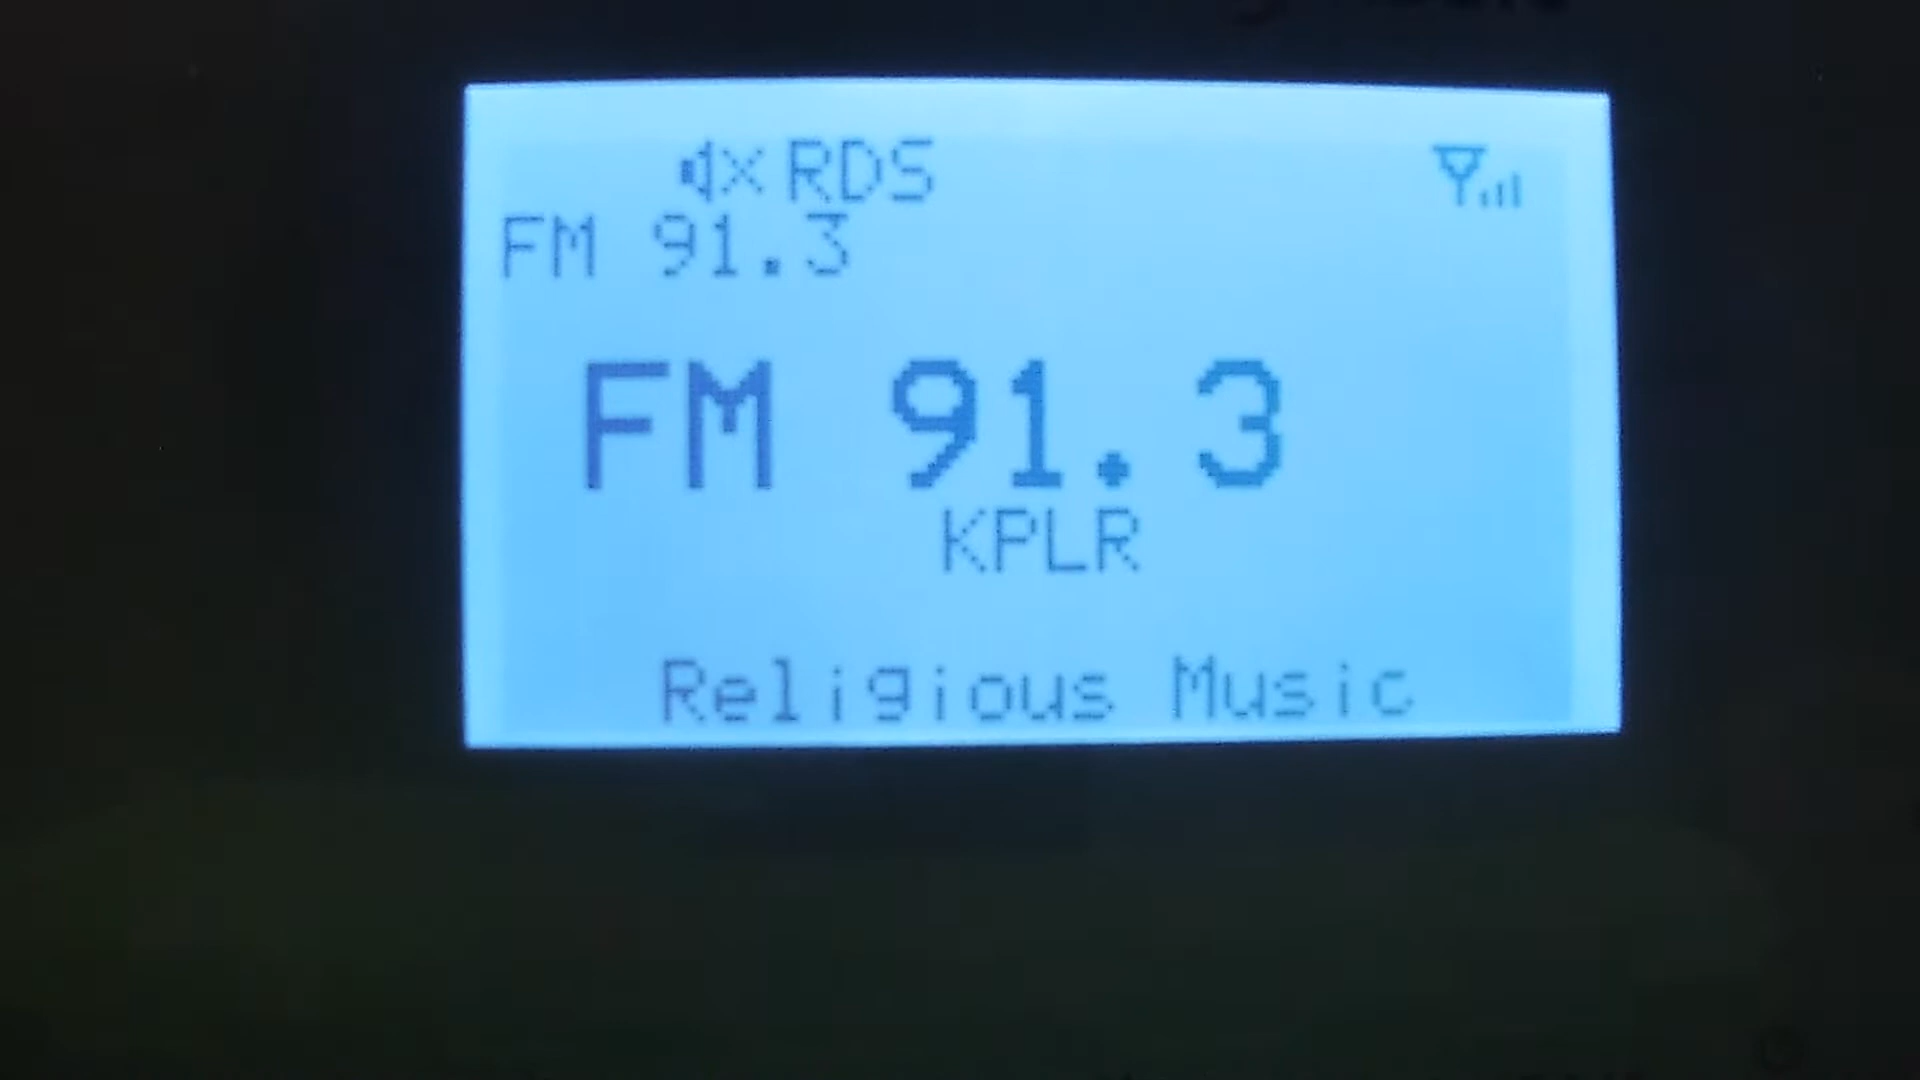 RDS
FM 91.3
FM 91.3
KPLR
Religious Music